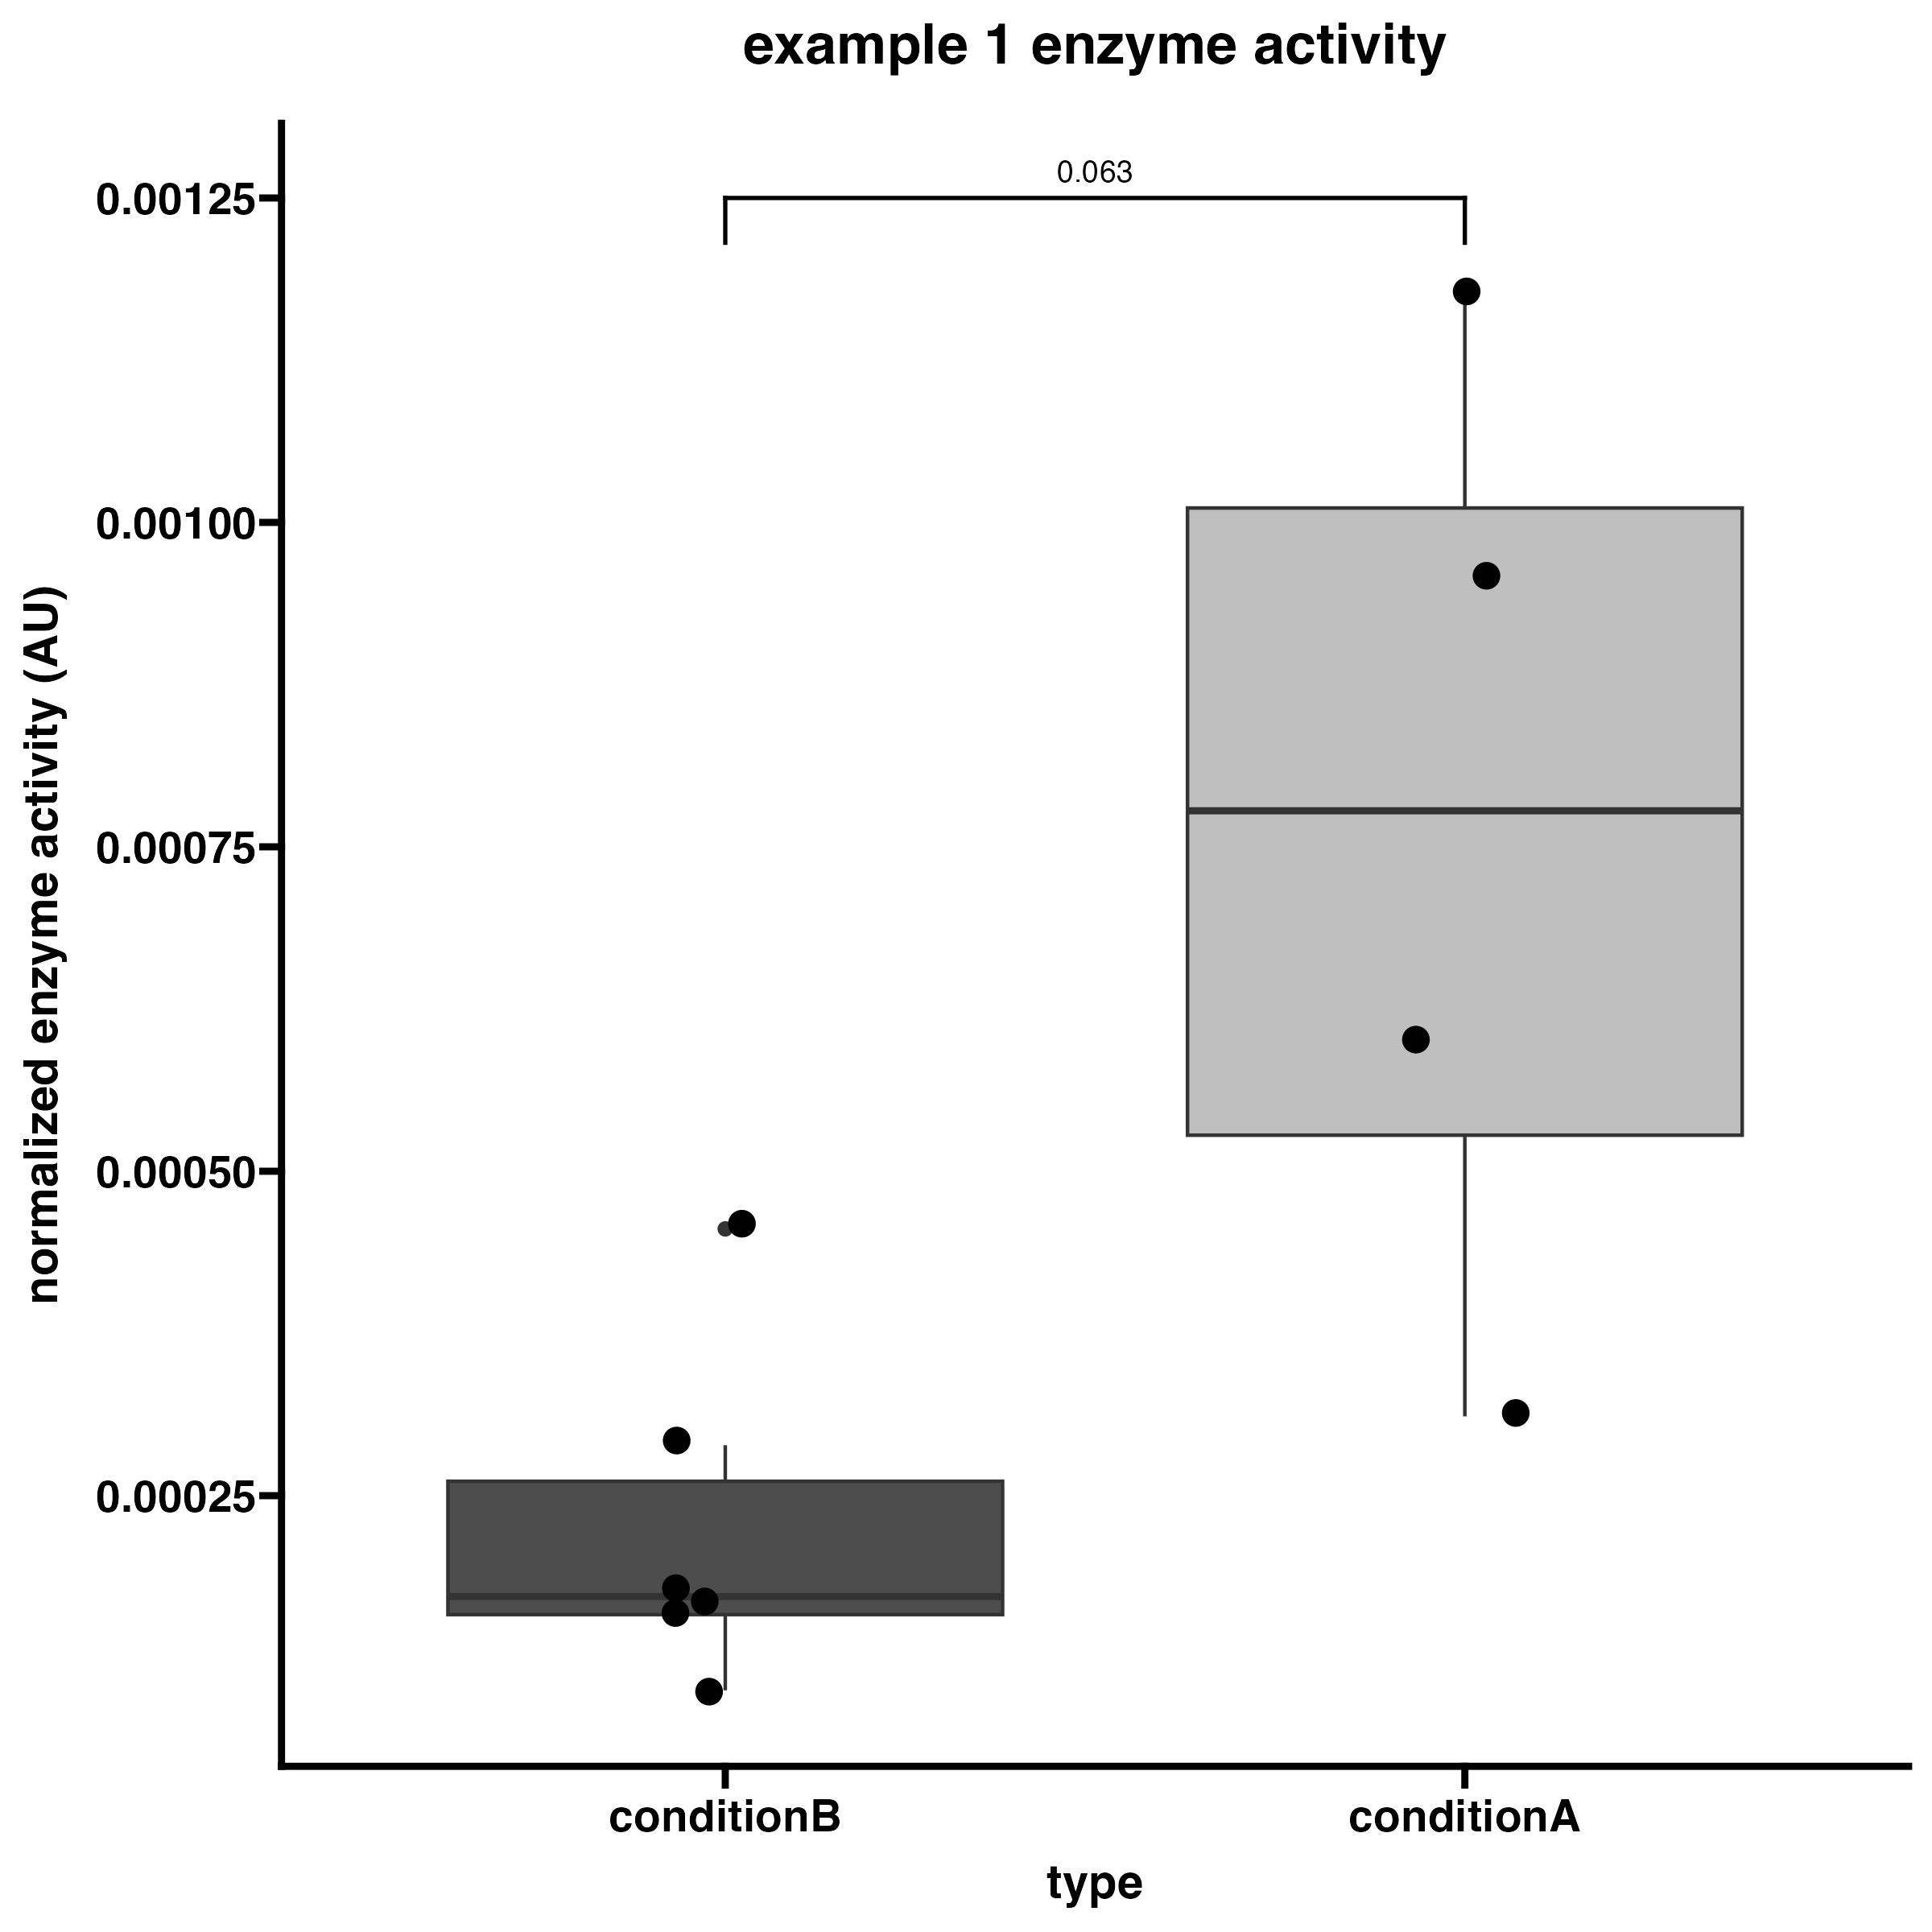 example 1 enzyme activity
0.063
0.00125
0.00100
0.00075
0.00050
0.00025
normalized enzyme activity (AU)
conditionB
conditionA
type